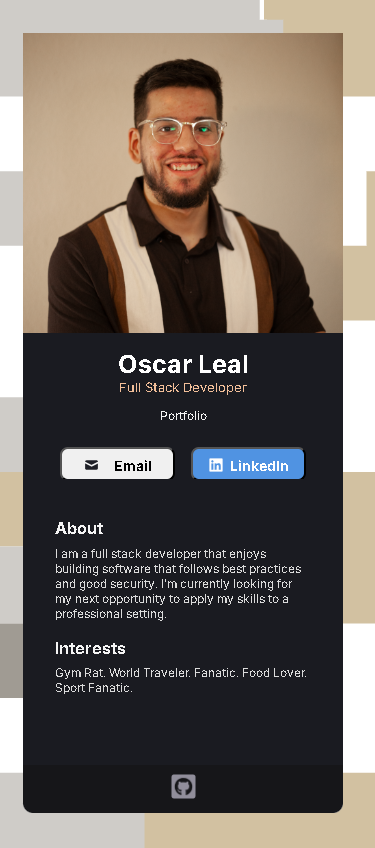 Oscar Leal
Full Stack Developer
Portfolio
Email
LinkedIn
About
I am a full stack developer that enjoys
building software that follows best practices
and good security. I'm currently looking for
my next opportunity to apply my skills to a
professional setting.
Interests
Gym Rat. World Traveler. Fanatic. Food Lover.
Sport Fanatic.